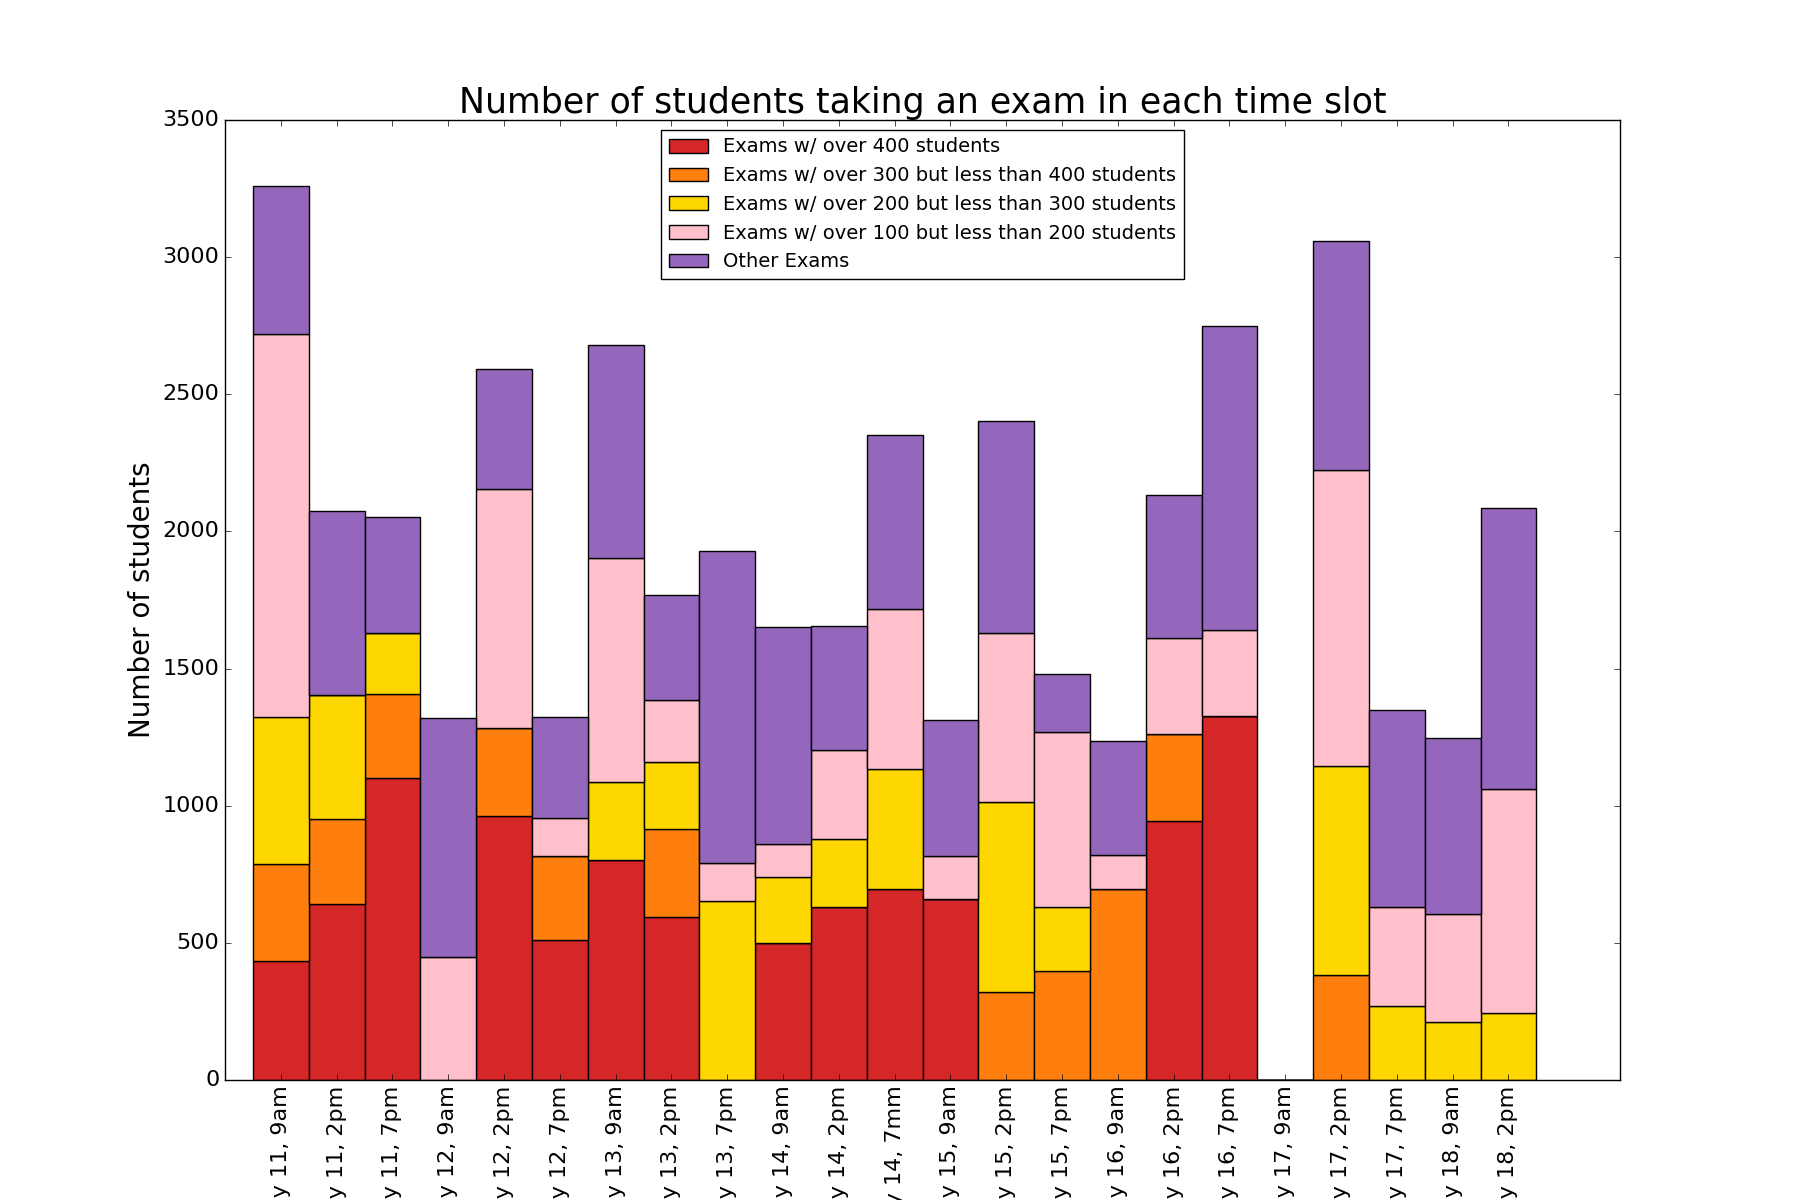 Number of students taking an exam in each time slot
Exams w/ over 400 students
Exams w/ over 300 but less than 400 students
Exams w/ over 200 but less than 300 students
Exams w/ over 100 but less than 200 students
Other Exams
Number of students
3500
3000
2500
2000
1500
1000
500
0
y 11, 9am
y 11, 2pm
y 11, 7pm
y 12, 9am
y 12, 2pm
y 12, 7pm
y 13, 9am
y 13, 2pm
y 13, 7pm
y 14, 9am
y 14, 2pm
y 14, 7mm
y 15, 9am
y 15, 2pm
y 15, 7pm
y 16, 9am
y 16, 2pm
y 16, 7pm
y 17, 9am
y 17, 2pm
y 17, 7pm
y 18, 9am
y 18, 2pm